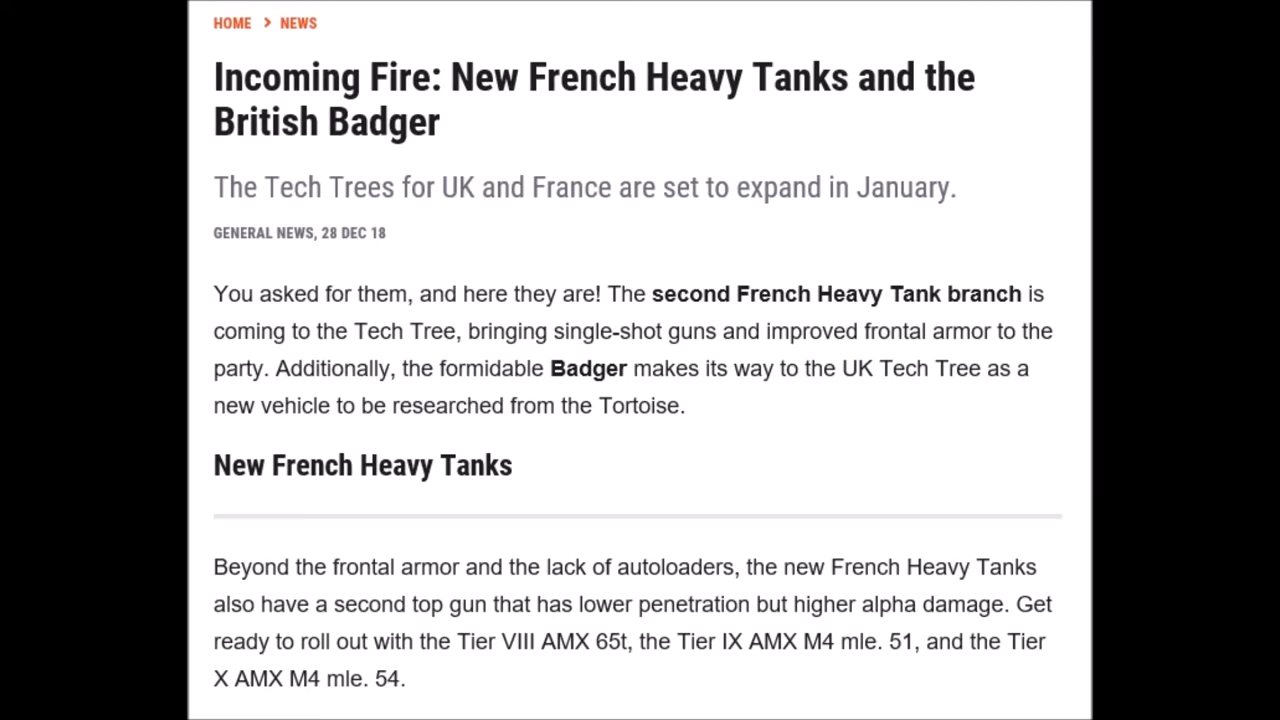 HOME > NEWS
Incoming Fire: New French Heavy Tanks and the
British Badger
The Tech Trees for UK and France are set to expand in January.
GENERAL NEWS, 28 DEC 18
You asked for them, and here they are! The second French Heavy Tank branch is
coming to the Tech Tree, bringing single-shot guns and improved frontal armor to the
party. Additionally, the formidable Badger makes its way to the UK Tech Tree as a
new vehicle to be researched from the Tortoise.
New French Heavy Tanks
Beyond the frontal armor and the lack of autoloaders, the new French Heavy Tanks
also have a second top gun that has lower penetration but higher alpha damage. Get
ready to roll out with the Tier VIII AMX 65t, the Tier IX AMX M4 mle. 51, and the Tier
X AMX M4 mle. 54.